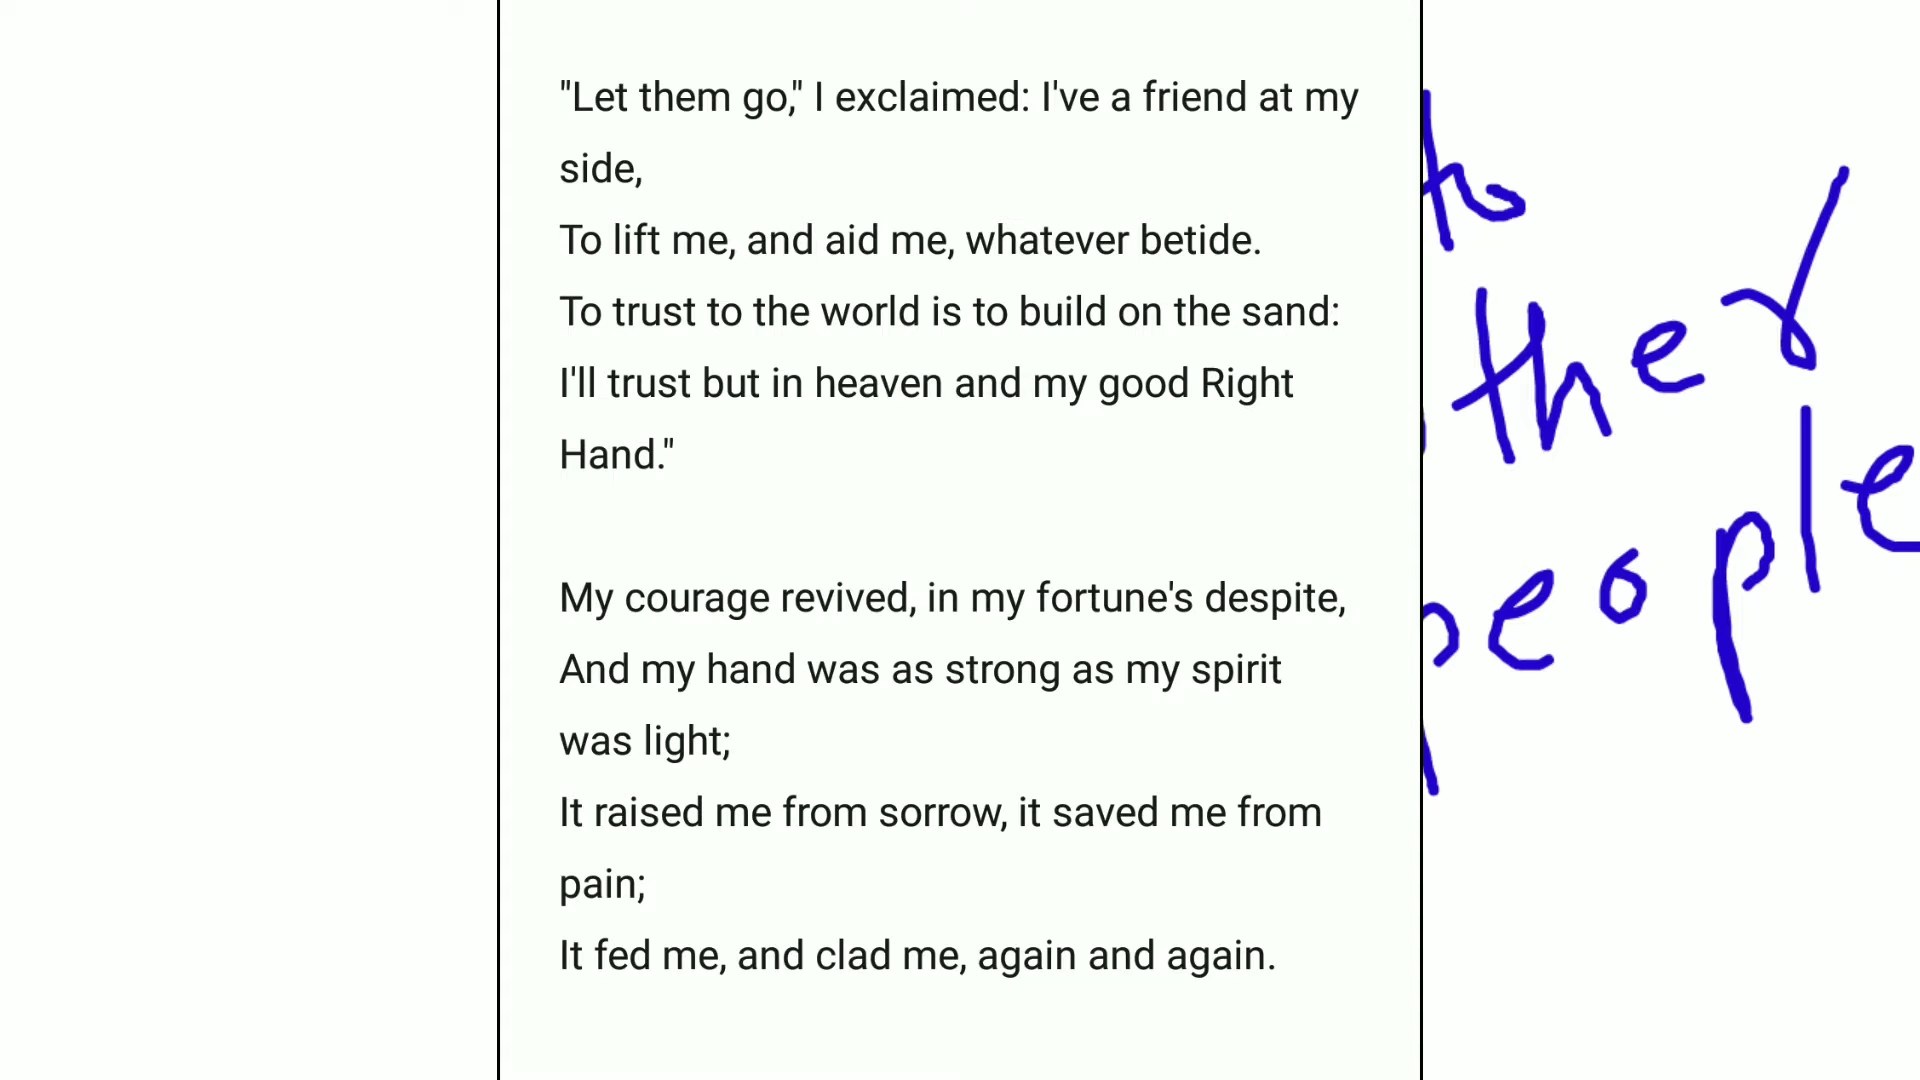 "Let them go," I exclaimed: I've a friend at my
side,
To lift me, and aid me, whatever betide.
To trust to the world is to build on the sand:
I'll trust but in heaven and my good Right
Hand."
My courage revived, in my fortune's despite,
And my hand was as strong as my spirit
was light;
It raised me from sorrow, it saved me from
pain;
It fed me, and clad me, again and again.
to
ther
people